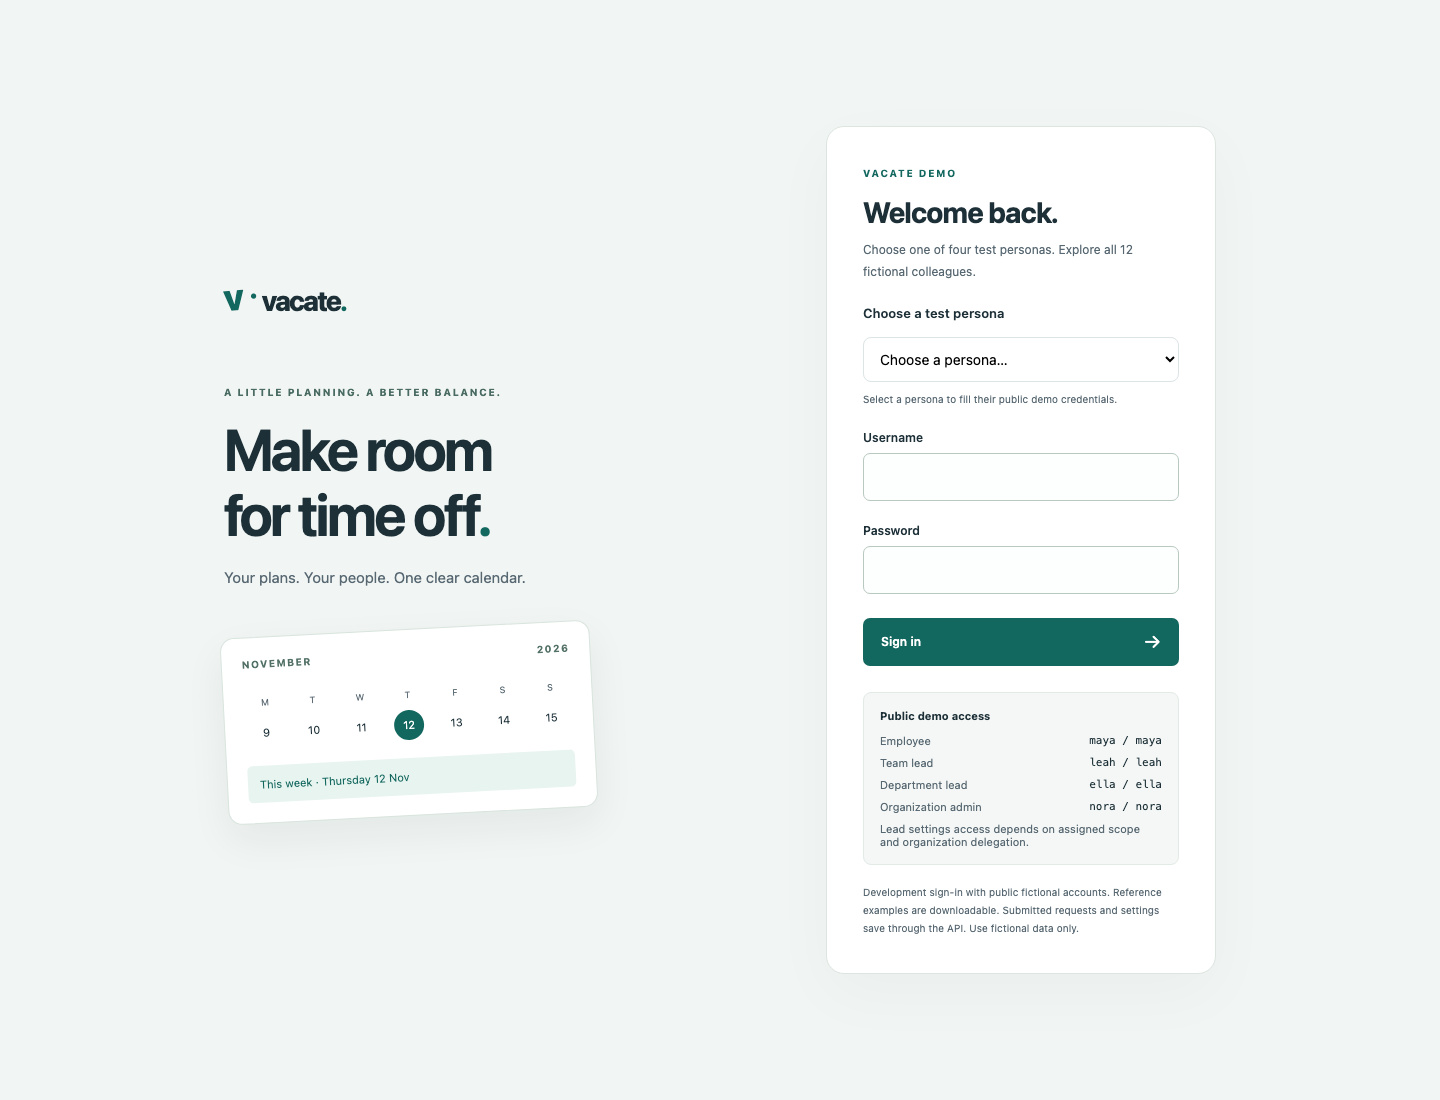 vacate.
A LITTLE PLANNING. A BETTER BALANCE.
Make room
for time off.
Your plans. Your people. One clear calendar.
NOVEMBER 2026
M T W T F S S
9 10 11 12 13 14 15
This week · Thursday 12 Nov
VACATE DEMO
Welcome back.
Choose one of four test personas. Explore all 12
fictional colleagues.
Choose a test persona
Choose a persona...
Select a persona to fill their public demo credentials.
Username
Password
Sign in
Public demo access
Employee maya / maya
Team lead leah / leah
Department lead ella / ella
Organization admin nora / nora
Lead settings access depends on assigned scope
and organization delegation.
Development sign-in with public fictional accounts. Reference
examples are downloadable. Submitted requests and settings
save through the API. Use fictional data only.